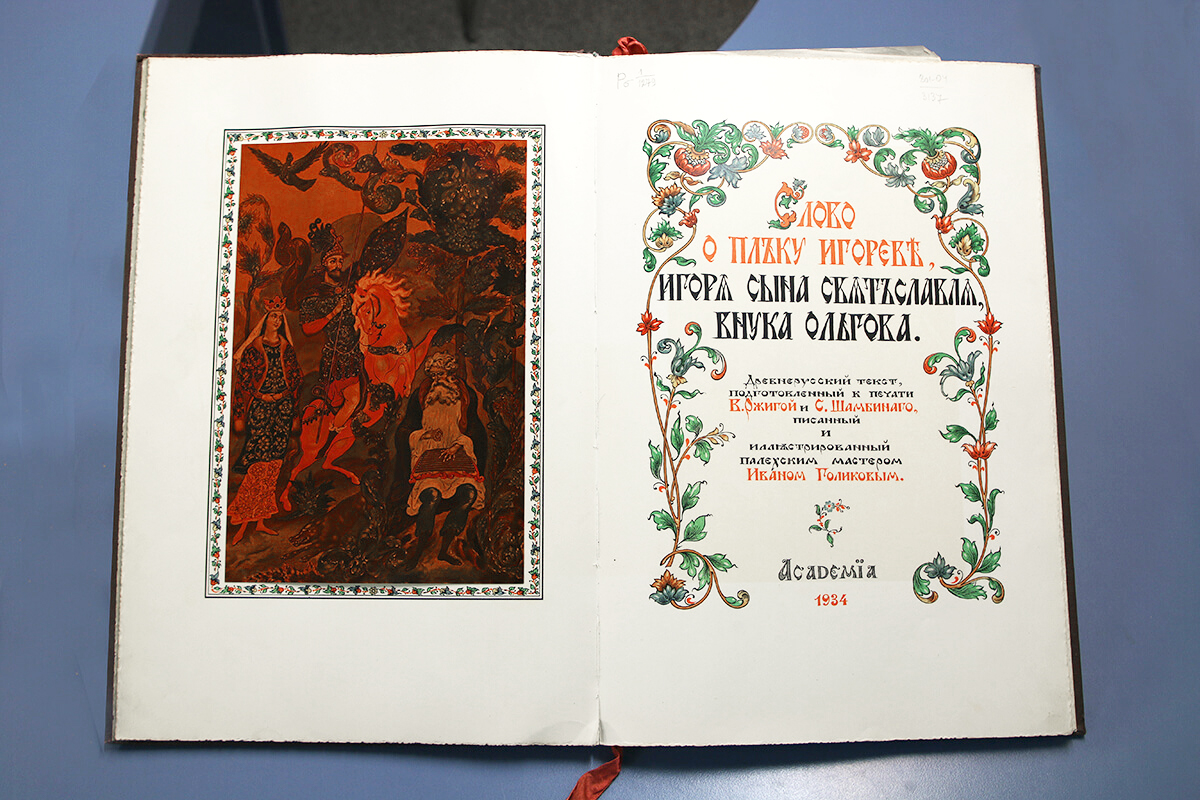 Слово
о плъку Игоревѣ,
Игоря сына Святъславля,
внука Ольгова.
Древнерусский текст,
подготовленный к печати
В. Ржигой и С. Шамбинаго,
писанный
и
иллюстрированный
палехским мастером
Иваном Голиковым.
Academïa
1934